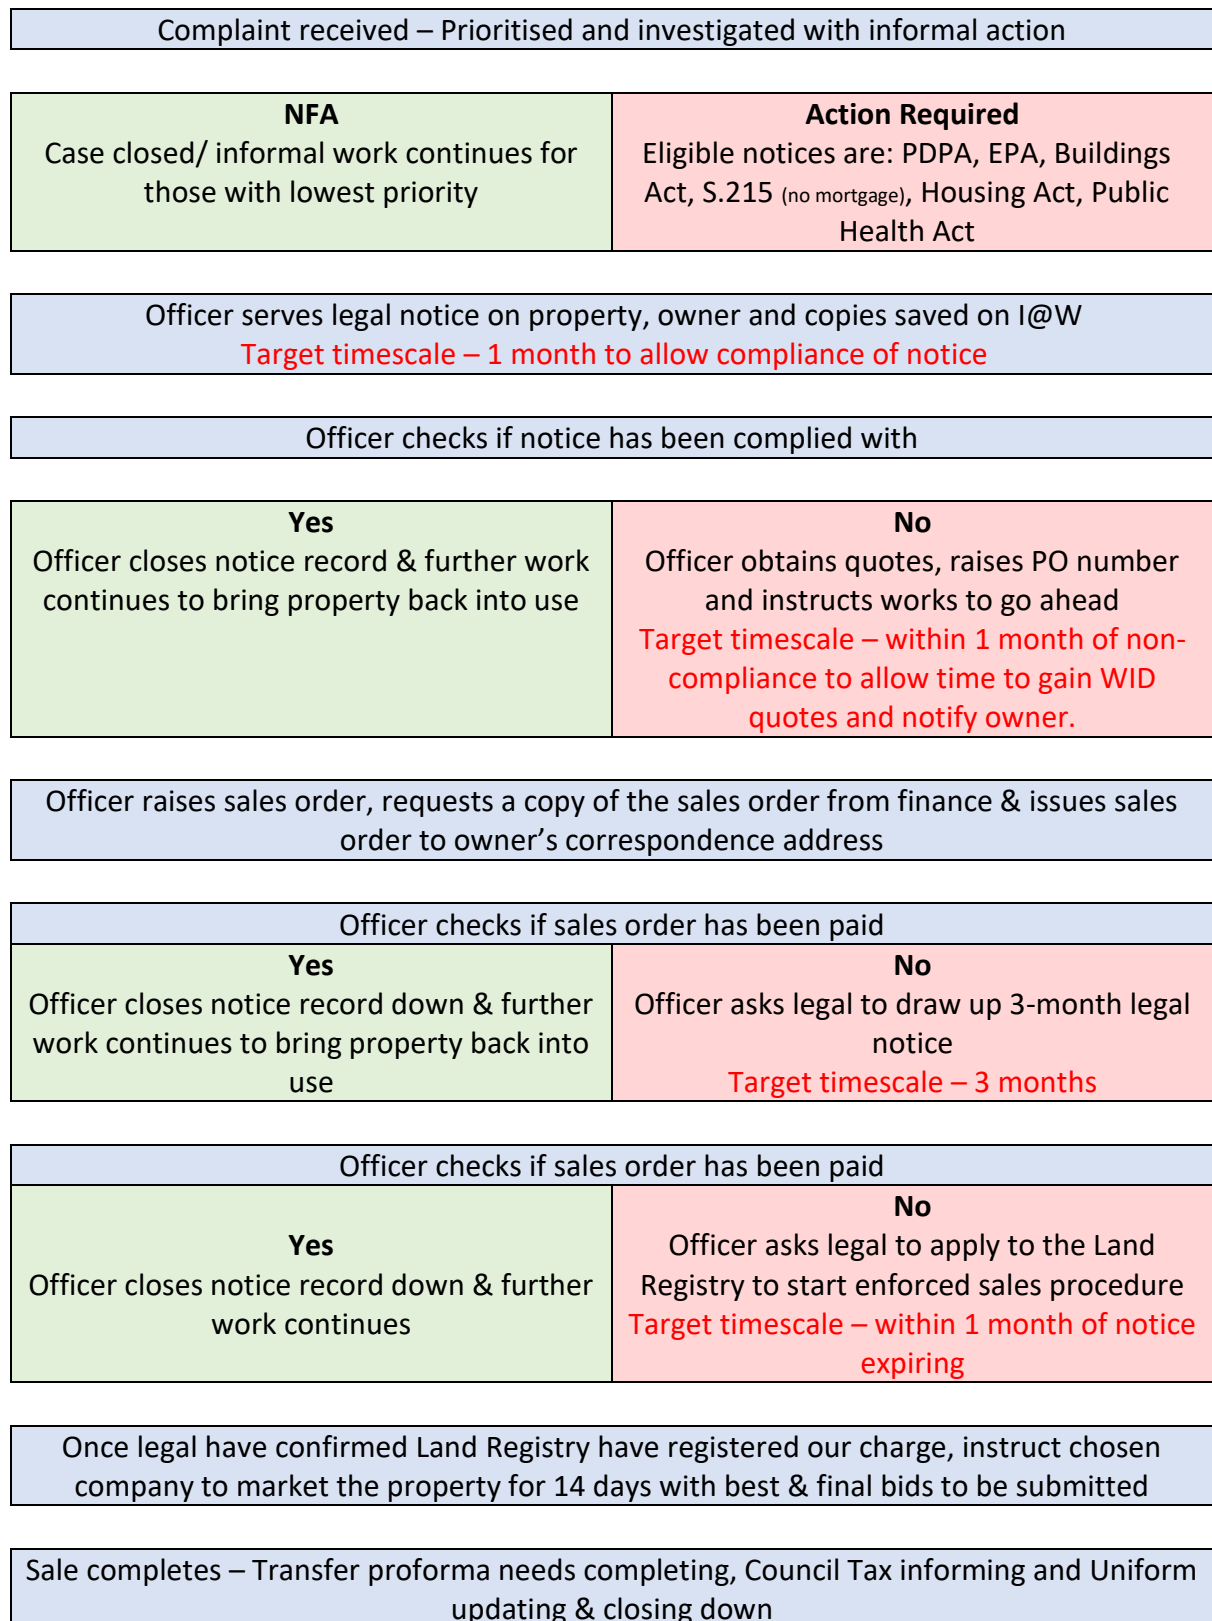 Complaint received – Prioritised and investigated with informal action
NFA
Case closed/ informal work continues for
those with lowest priority
Action Required
Eligible notices are: PDPA, EPA, Buildings
Act, S.215 (no mortgage), Housing Act, Public
Health Act
Officer serves legal notice on property, owner and copies saved on I@W
Target timescale – 1 month to allow compliance of notice
Officer checks if notice has been complied with
Yes
Officer closes notice record & further work
continues to bring property back into use
No
Officer obtains quotes, raises PO number
and instructs works to go ahead
Target timescale – within 1 month of non-
compliance to allow time to gain WID
quotes and notify owner.
Officer raises sales order, requests a copy of the sales order from finance & issues sales
order to owner’s correspondence address
Officer checks if sales order has been paid
Yes
Officer closes notice record down & further
work continues to bring property back into
use
No
Officer asks legal to draw up 3-month legal
notice
Target timescale – 3 months
Officer checks if sales order has been paid
Yes
Officer closes notice record down & further
work continues
No
Officer asks legal to apply to the Land
Registry to start enforced sales procedure
Target timescale – within 1 month of notice
expiring
Once legal have confirmed Land Registry have registered our charge, instruct chosen
company to market the property for 14 days with best & final bids to be submitted
Sale completes – Transfer proforma needs completing, Council Tax informing and Uniform
updating & closing down